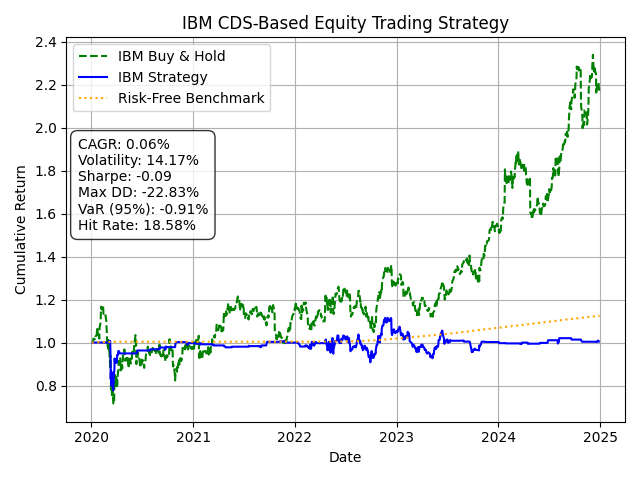 IBM CDS-Based Equity Trading Strategy
IBM Buy & Hold
IBM Strategy
Risk-Free Benchmark
CAGR: 0.06%
Volatility: 14.17%
Sharpe: -0.09
Max DD: -22.83%
VaR (95%): -0.91%
Hit Rate: 18.58%
Cumulative Return
2.4
2.2
2.0
1.8
1.6
1.4
1.2
1.0
0.8
2020 2021 2022 2023 2024 2025
Date